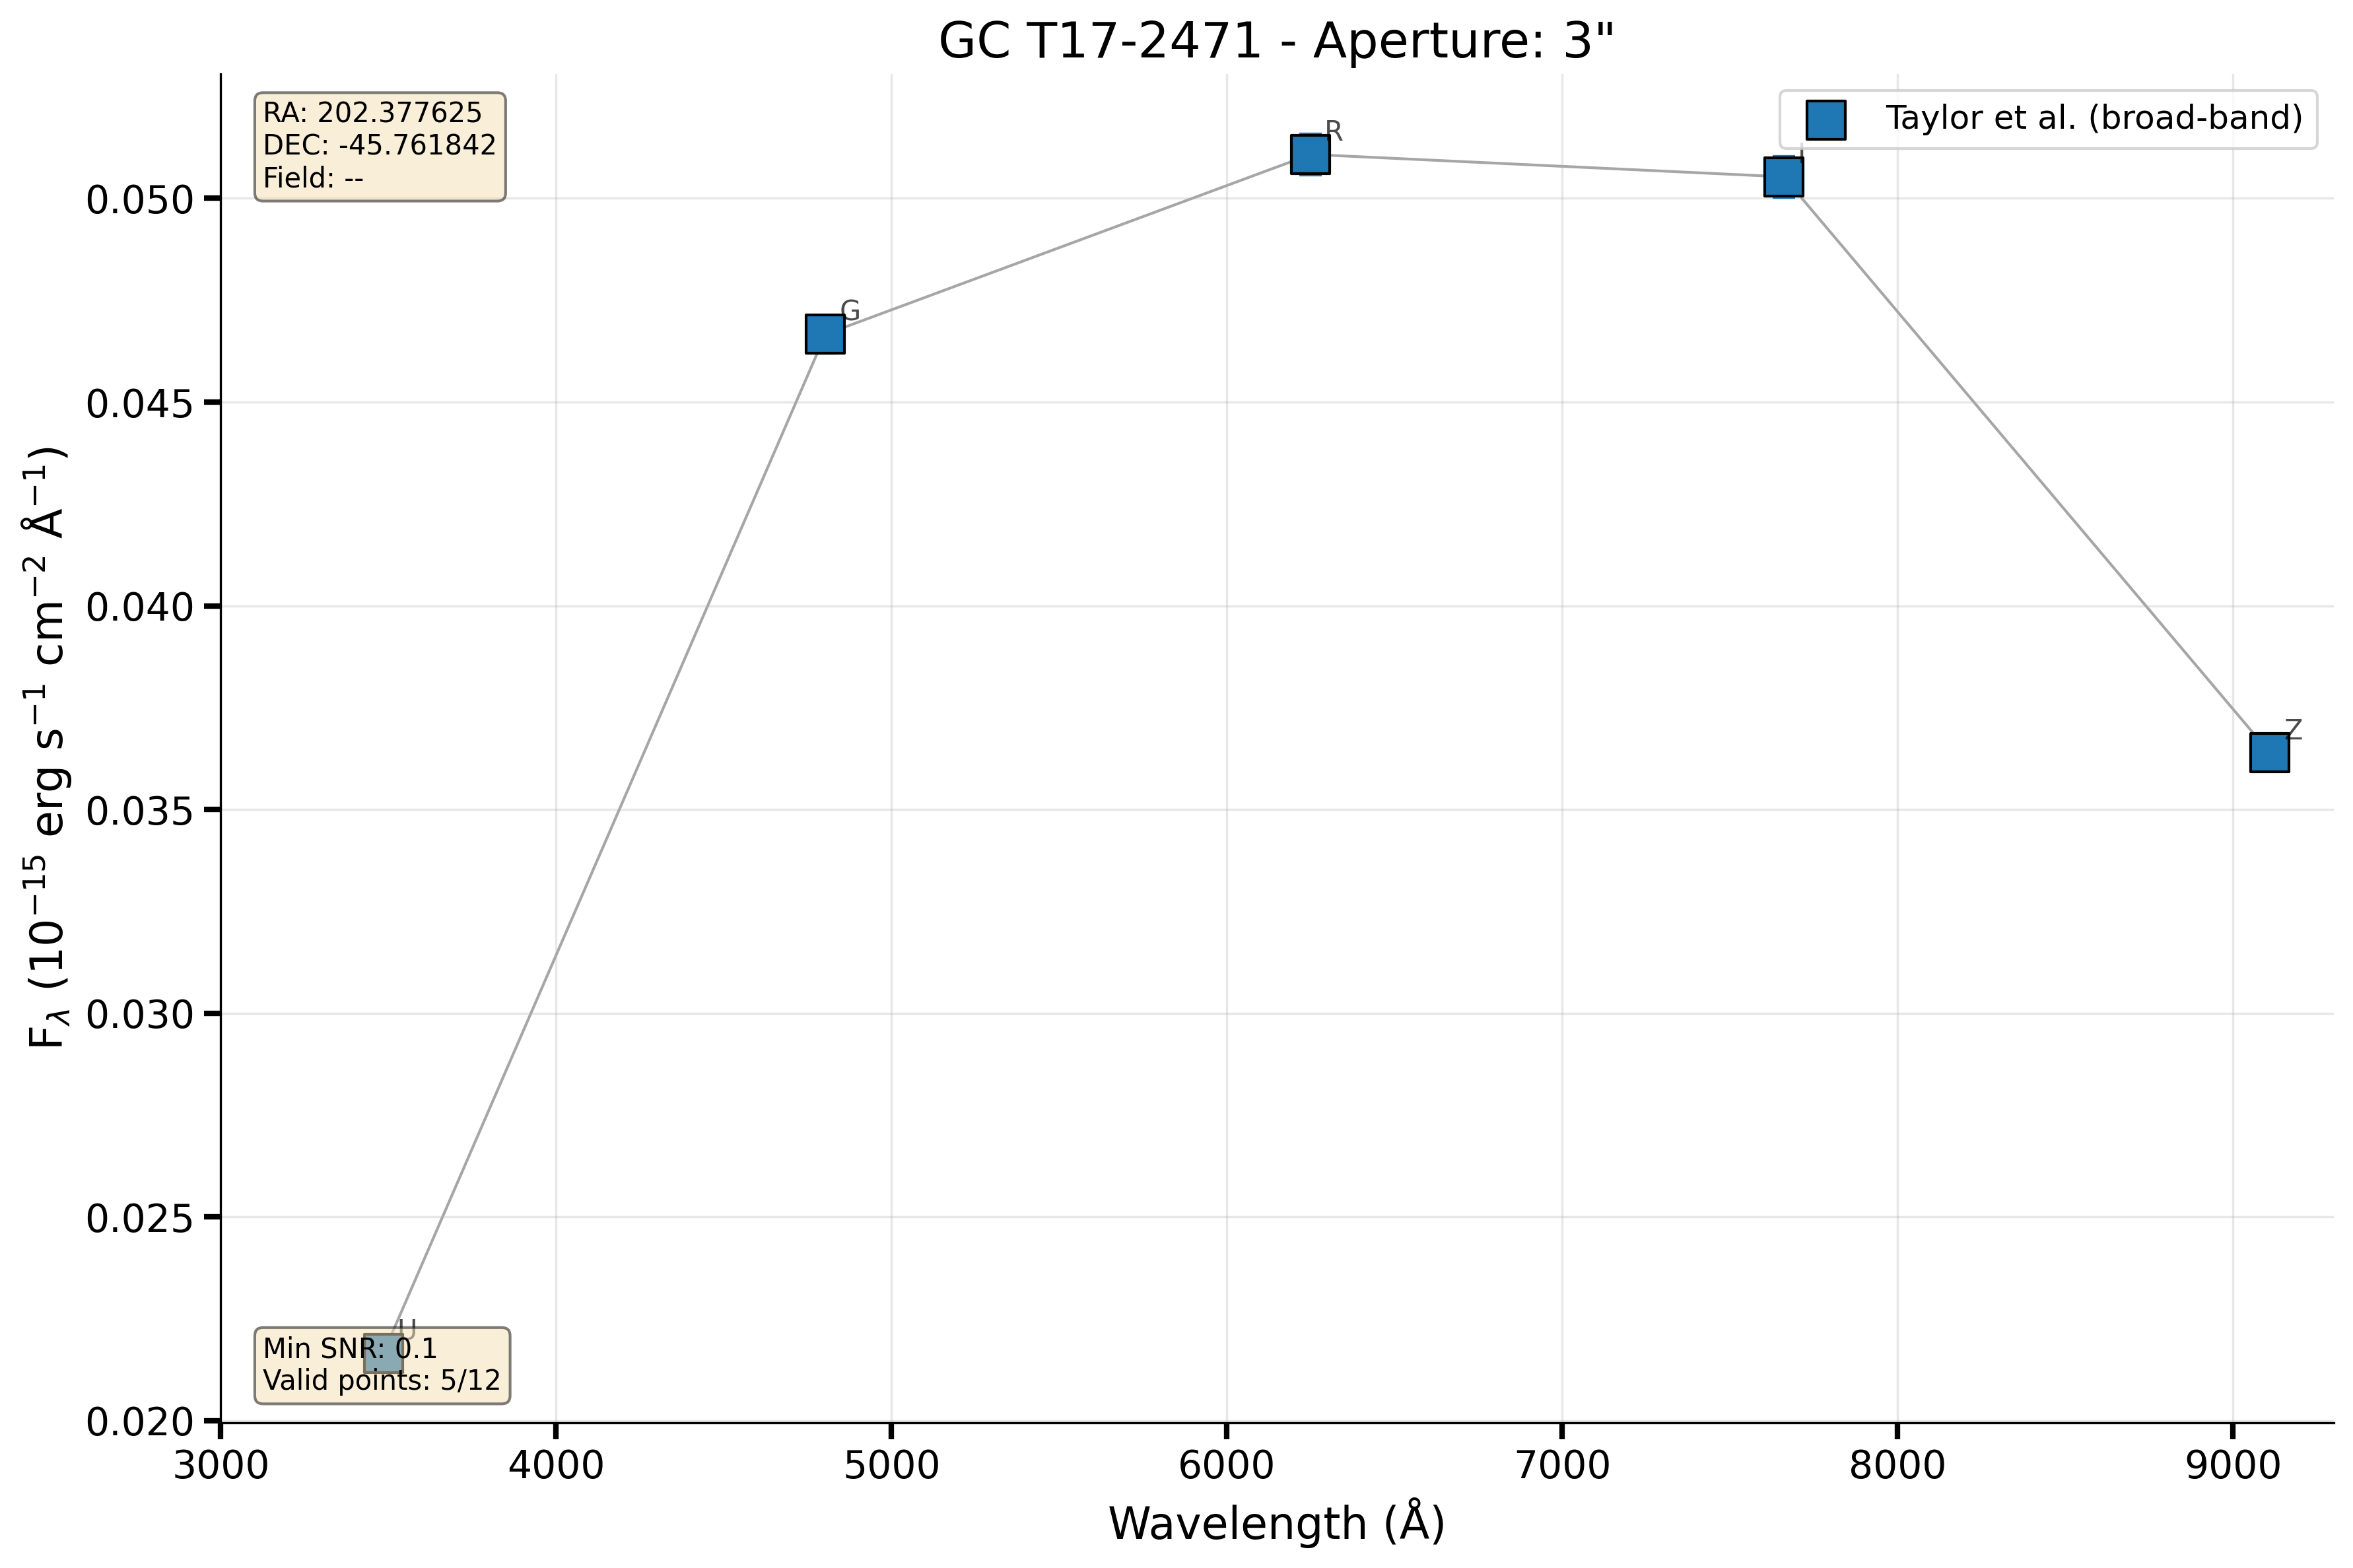 GC T17-2471 - Aperture: 3"
RA: 202.377625
DEC: -45.761842
Field: --
Taylor et al. (broad-band)
R
I
G
Z
U
Min SNR: 0.1
Valid points: 5/12
0.050
0.045
0.040
0.035
0.030
0.025
0.020
F_λ (10⁻¹⁵ erg s⁻¹ cm⁻² Å⁻¹)
3000 4000 5000 6000 7000 8000 9000
Wavelength (Å)